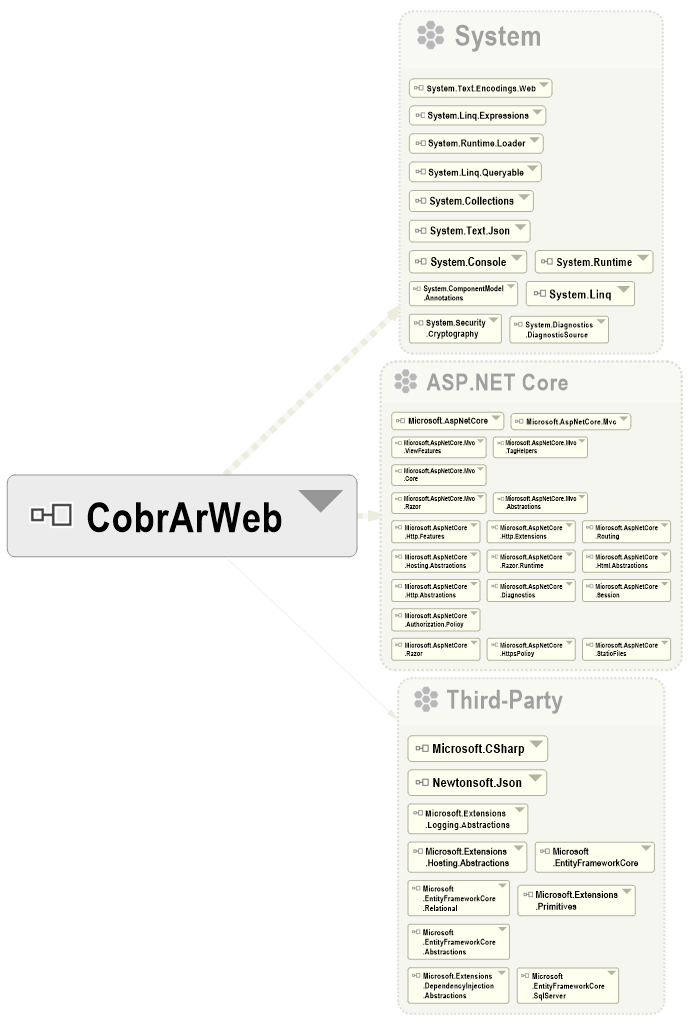 System
System.Text.Encodings.Web
System.Linq.Expressions
System.Runtime.Loader
System.Linq.Queryable
System.Collections
System.Text.Json
System.Console
System.Runtime
System.ComponentModel
.Annotations
System.Linq
System.Security
.Cryptography
System.Diagnostics
.DiagnosticSource
ASP.NET Core
Microsoft.AspNetCore
Microsoft.AspNetCore.Mvc
Microsoft.AspNetCore.Mvc
.ViewFeatures
Microsoft.AspNetCore.Mvc
.TagHelpers
Microsoft.AspNetCore.Mvc
.Core
Microsoft.AspNetCore.Mvc
.Razor
Microsoft.AspNetCore.Mvc
.Abstractions
Microsoft.AspNetCore
.Http.Features
Microsoft.AspNetCore
.Http.Extensions
Microsoft.AspNetCore
.Routing
Microsoft.AspNetCore
.Hosting.Abstractions
Microsoft.AspNetCore
.Razor.Runtime
Microsoft.AspNetCore
.Html.Abstractions
Microsoft.AspNetCore
.Http.Abstractions
Microsoft.AspNetCore
.Diagnostics
Microsoft.AspNetCore
.Session
Microsoft.AspNetCore
.Authorization.Policy
Microsoft.AspNetCore
.Razor
Microsoft.AspNetCore
.HttpsPolicy
Microsoft.AspNetCore
.StaticFiles
CobrArWeb
Third-Party
Microsoft.CSharp
Newtonsoft.Json
Microsoft.Extensions
.Logging.Abstractions
Microsoft.Extensions
.Hosting.Abstractions
Microsoft
.EntityFrameworkCore
Microsoft
.EntityFrameworkCore
.Relational
Microsoft.Extensions
.Primitives
Microsoft
.EntityFrameworkCore
.Abstractions
Microsoft.Extensions
.DependencyInjection
.Abstractions
Microsoft
.EntityFrameworkCore
.SqlServer